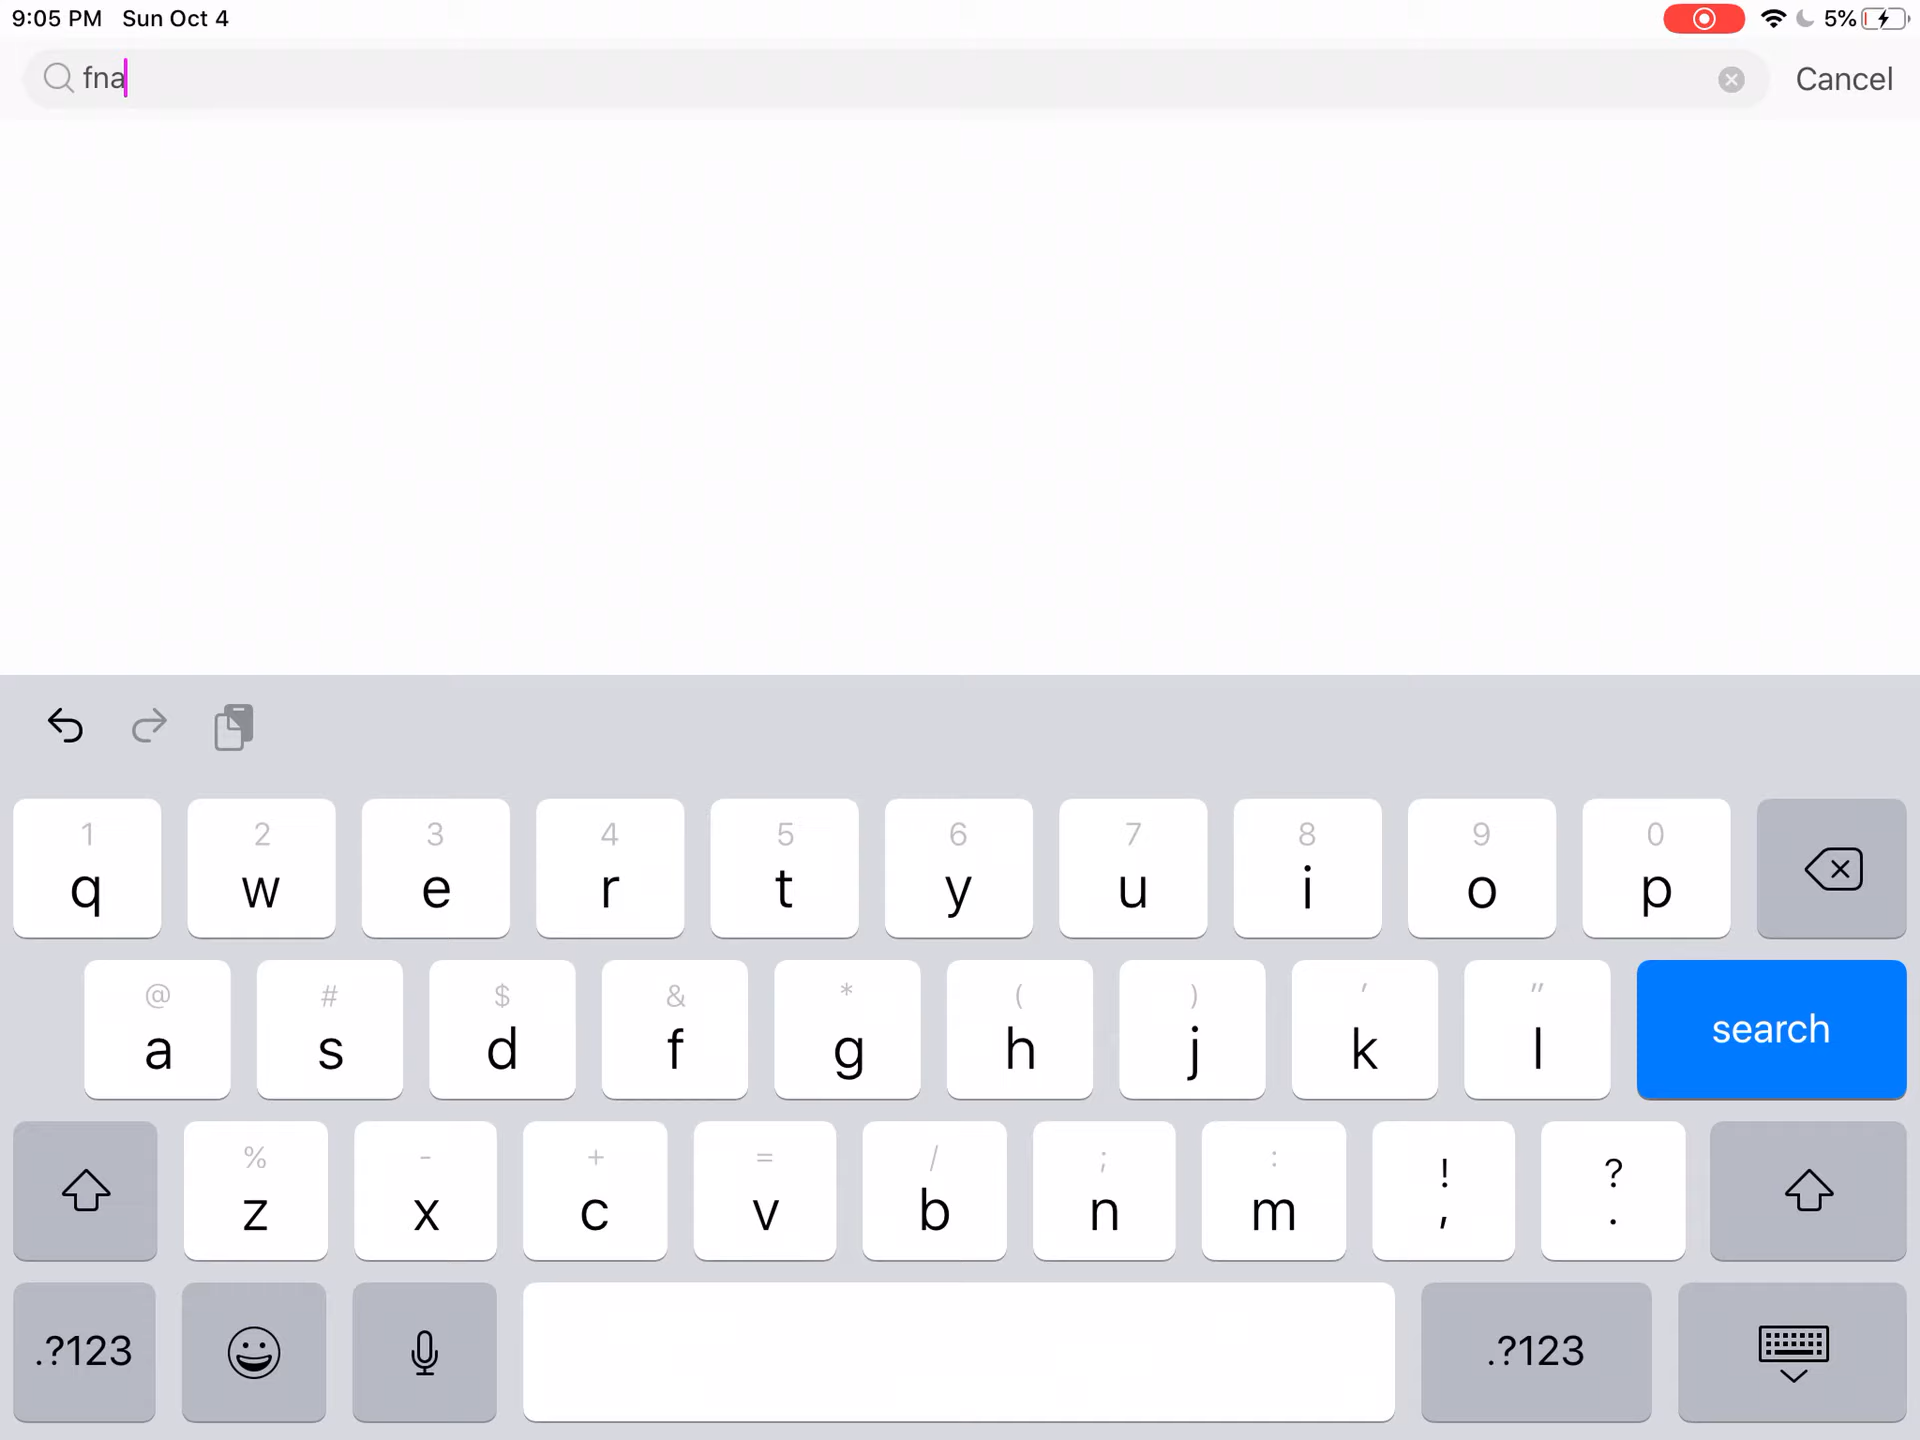 9:05 PM Sun Oct 4
5%
fna
Cancel
1 2 3 4 5 6 7 8 9 0
q w e r t y u i o p
@ # $ & * ( ) ' "
a s d f g h j k l
search
% - + = / ; : ! ?
z x c v b n m , .
.?123 .?123